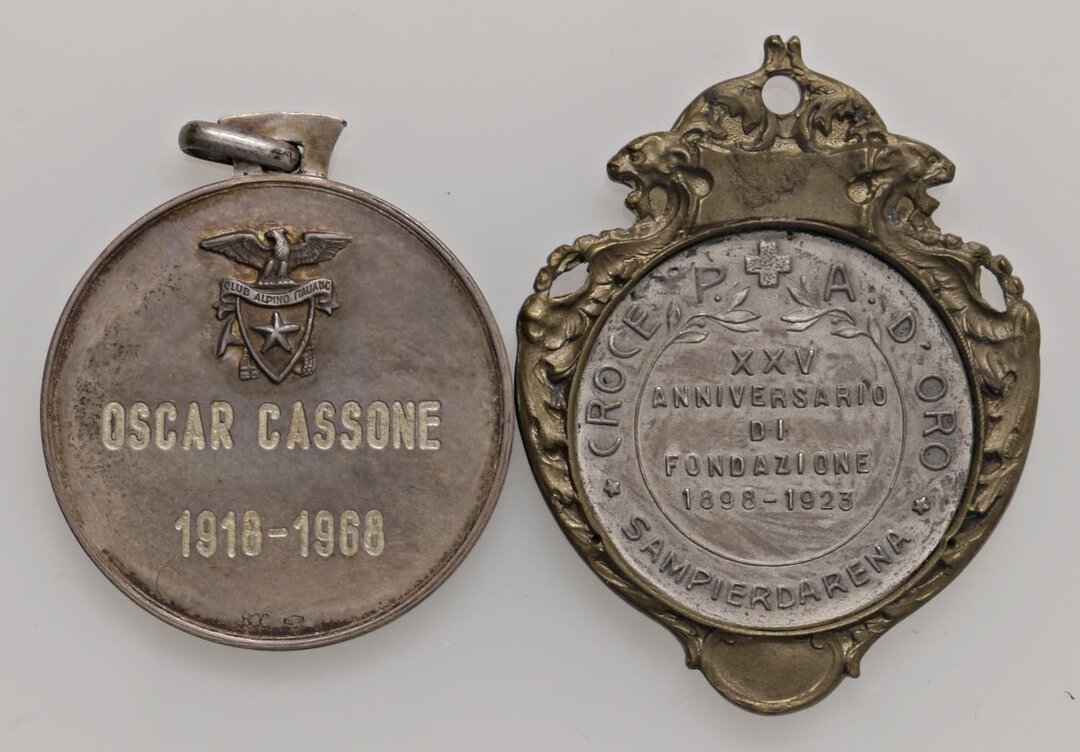 CLUB ALPINO ITALIANO
OSCAR CASSONE
1918-1968
P. A.
CROCE D'ORO
XXV
ANNIVERSARIO
DI
FONDAZIONE
1898-1923
SAMPIERDARENA